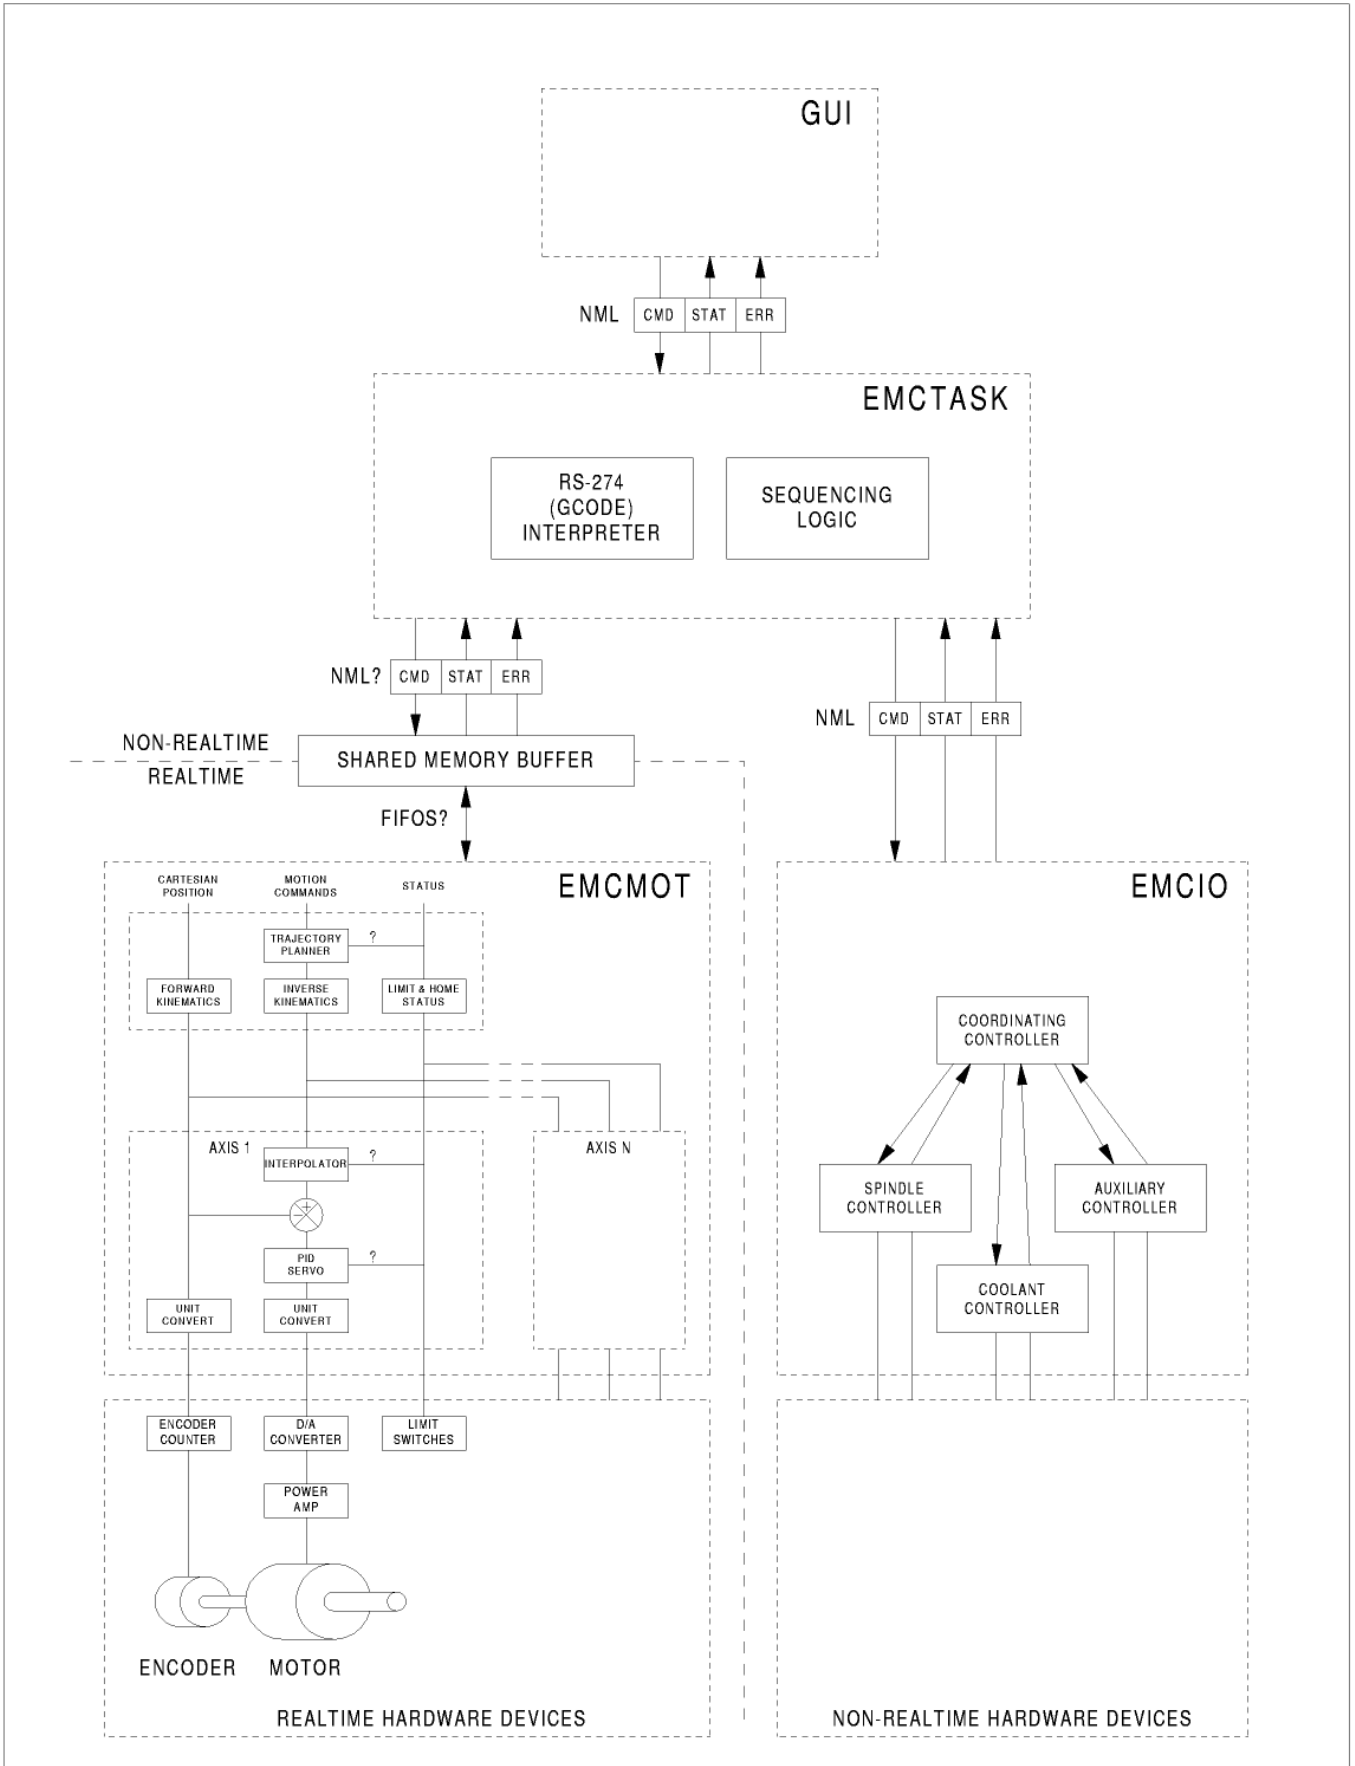 GUI
NML
CMD
STAT
ERR
EMCTASK
RS-274
(GCODE)
INTERPRETER
SEQUENCING
LOGIC
NML?
CMD
STAT
ERR
NML
CMD
STAT
ERR
NON-REALTIME
REALTIME
SHARED MEMORY BUFFER
FIFOS?
EMCMOT
CARTESIAN
POSITION
MOTION
COMMANDS
STATUS
TRAJECTORY
PLANNER
?
FORWARD
KINEMATICS
INVERSE
KINEMATICS
LIMIT & HOME
STATUS
AXIS 1
INTERPOLATOR
?
+
−
PID
SERVO
?
UNIT
CONVERT
UNIT
CONVERT
AXIS N
EMCIO
COORDINATING
CONTROLLER
SPINDLE
CONTROLLER
AUXILIARY
CONTROLLER
COOLANT
CONTROLLER
ENCODER
COUNTER
D/A
CONVERTER
LIMIT
SWITCHES
POWER
AMP
ENCODER
MOTOR
REALTIME HARDWARE DEVICES
NON-REALTIME HARDWARE DEVICES